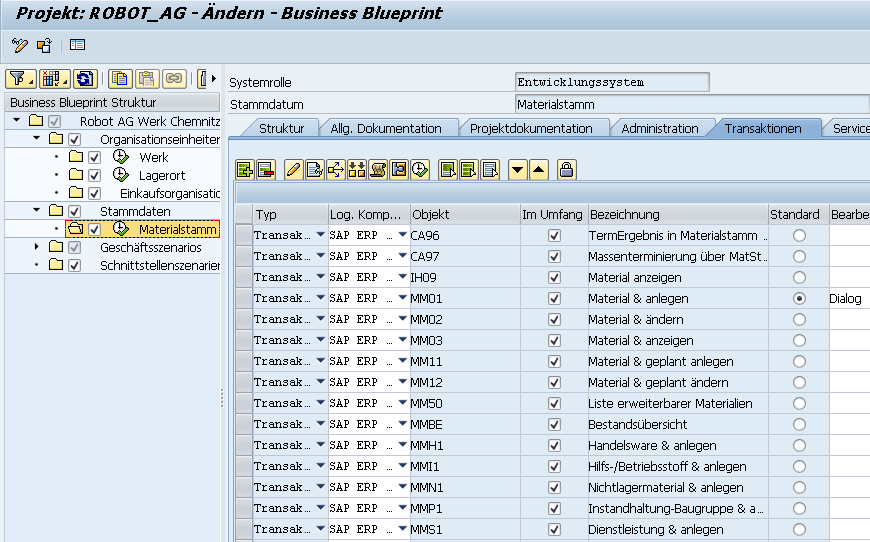 Projekt: ROBOT_AG - Ändern - Business Blueprint
Business Blueprint Struktur
Robot AG Werk Chemnitz
Organisationseinheiter
Werk
Lagerort
Einkaufsorganisatio
Stammdaten
Materialstamm
Geschäftsszenarios
Schnittstellenszenarier
Systemrolle Entwicklungssystem
Stammdatum Materialstamm
Struktur Allg. Dokumentation Projektdokumentation Administration Transaktionen Service
Typ Log. Komp... Objekt Im Umfang Bezeichnung Standard Bearbe
Transak... SAP ERP ... CA96 TermErgebnis in Materialstamm ...
Transak... SAP ERP ... CA97 Massenterminierung über MatSt...
Transak... SAP ERP ... IH09 Material anzeigen
Transak... SAP ERP ... MM01 Material & anlegen Dialog
Transak... SAP ERP ... MM02 Material & ändern
Transak... SAP ERP ... MM03 Material & anzeigen
Transak... SAP ERP ... MM11 Material & geplant anlegen
Transak... SAP ERP ... MM12 Material & geplant ändern
Transak... SAP ERP ... MM50 Liste erweiterbarer Materialien
Transak... SAP ERP ... MMBE Bestandsübersicht
Transak... SAP ERP ... MMH1 Handelsware & anlegen
Transak... SAP ERP ... MMI1 Hilfs-/Betriebsstoff & anlegen
Transak... SAP ERP ... MMN1 Nichtlagermaterial & anlegen
Transak... SAP ERP ... MMP1 Instandhaltung-Baugruppe & a...
Transak... SAP ERP ... MMS1 Dienstleistung & anlegen